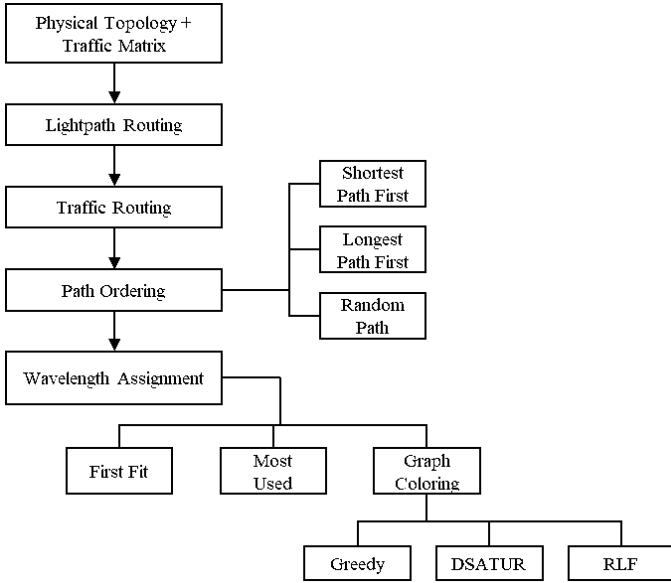 Physical Topology +
Traffic Matrix
Lightpath Routing
Traffic Routing
Shortest
Path First
Longest
Path First
Path Ordering
Random
Path
Wavelength Assignment
First Fit
Most
Used
Graph
Coloring
Greedy
DSATUR
RLF